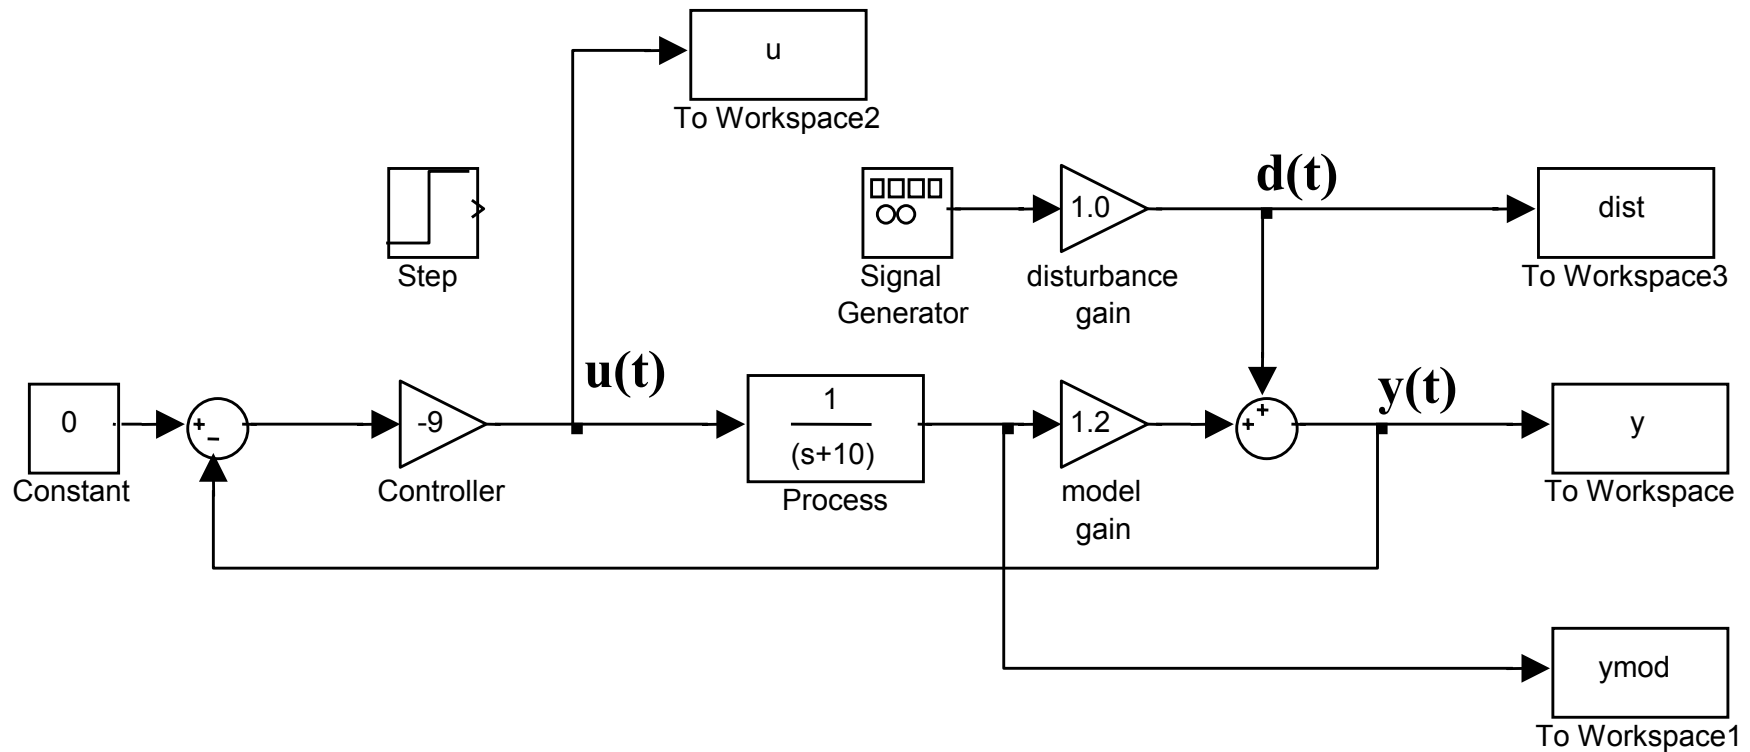 u
To Workspace2
Step
Signal
Generator
1.0
disturbance
gain
d(t)
dist
To Workspace3
0
Constant
+
−
-9
Controller
u(t)
1
(s+10)
Process
1.2
model
gain
+
+
y(t)
y
To Workspace
ymod
To Workspace1